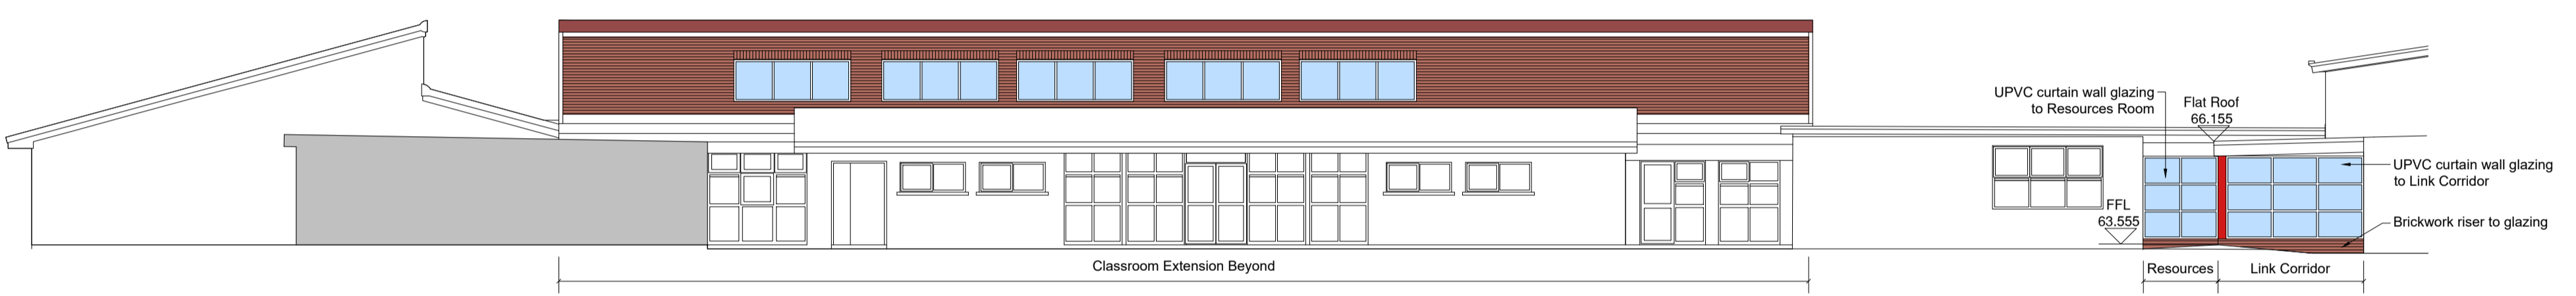 UPVC curtain wall glazing
to Resources Room
Flat Roof
66.155
UPVC curtain wall glazing
to Link Corridor
FFL
63.555
Brickwork riser to glazing
Classroom Extension Beyond
Resources
Link Corridor